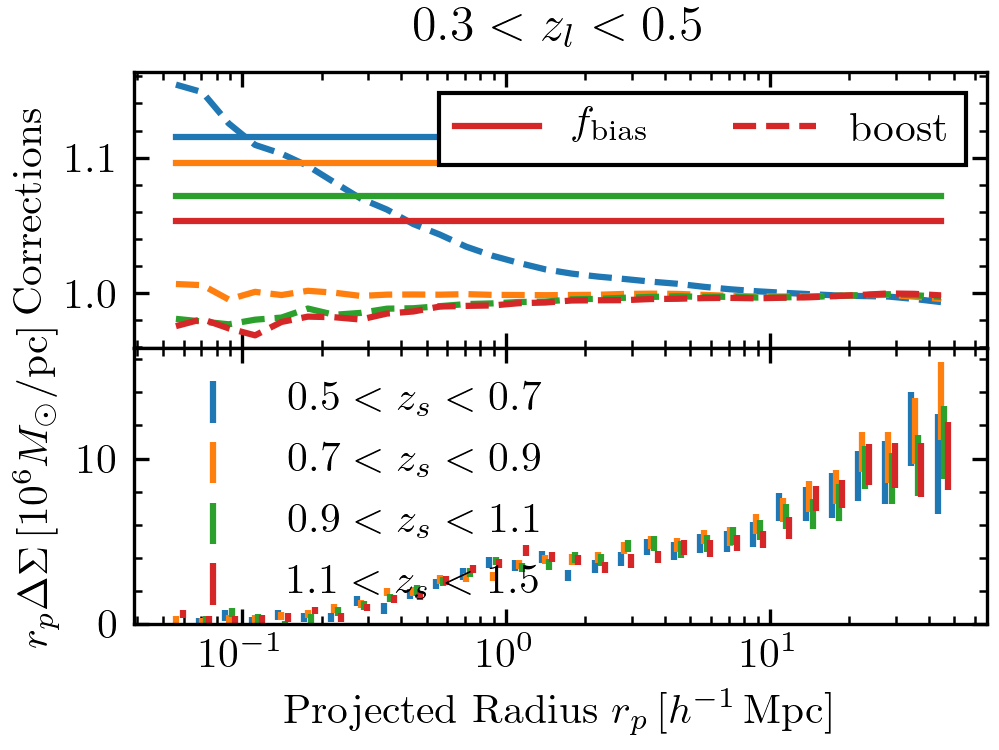 0.3 < z_l < 0.5
Corrections
1.1
1.0
f_bias
boost
r_pΔΣ [10^6 M_⊙/pc]
10
0
0.5 < z_s < 0.7
0.7 < z_s < 0.9
0.9 < z_s < 1.1
1.1 < z_s < 1.5
10^{-1}
10^0
10^1
Projected Radius r_p [h^{-1} Mpc]